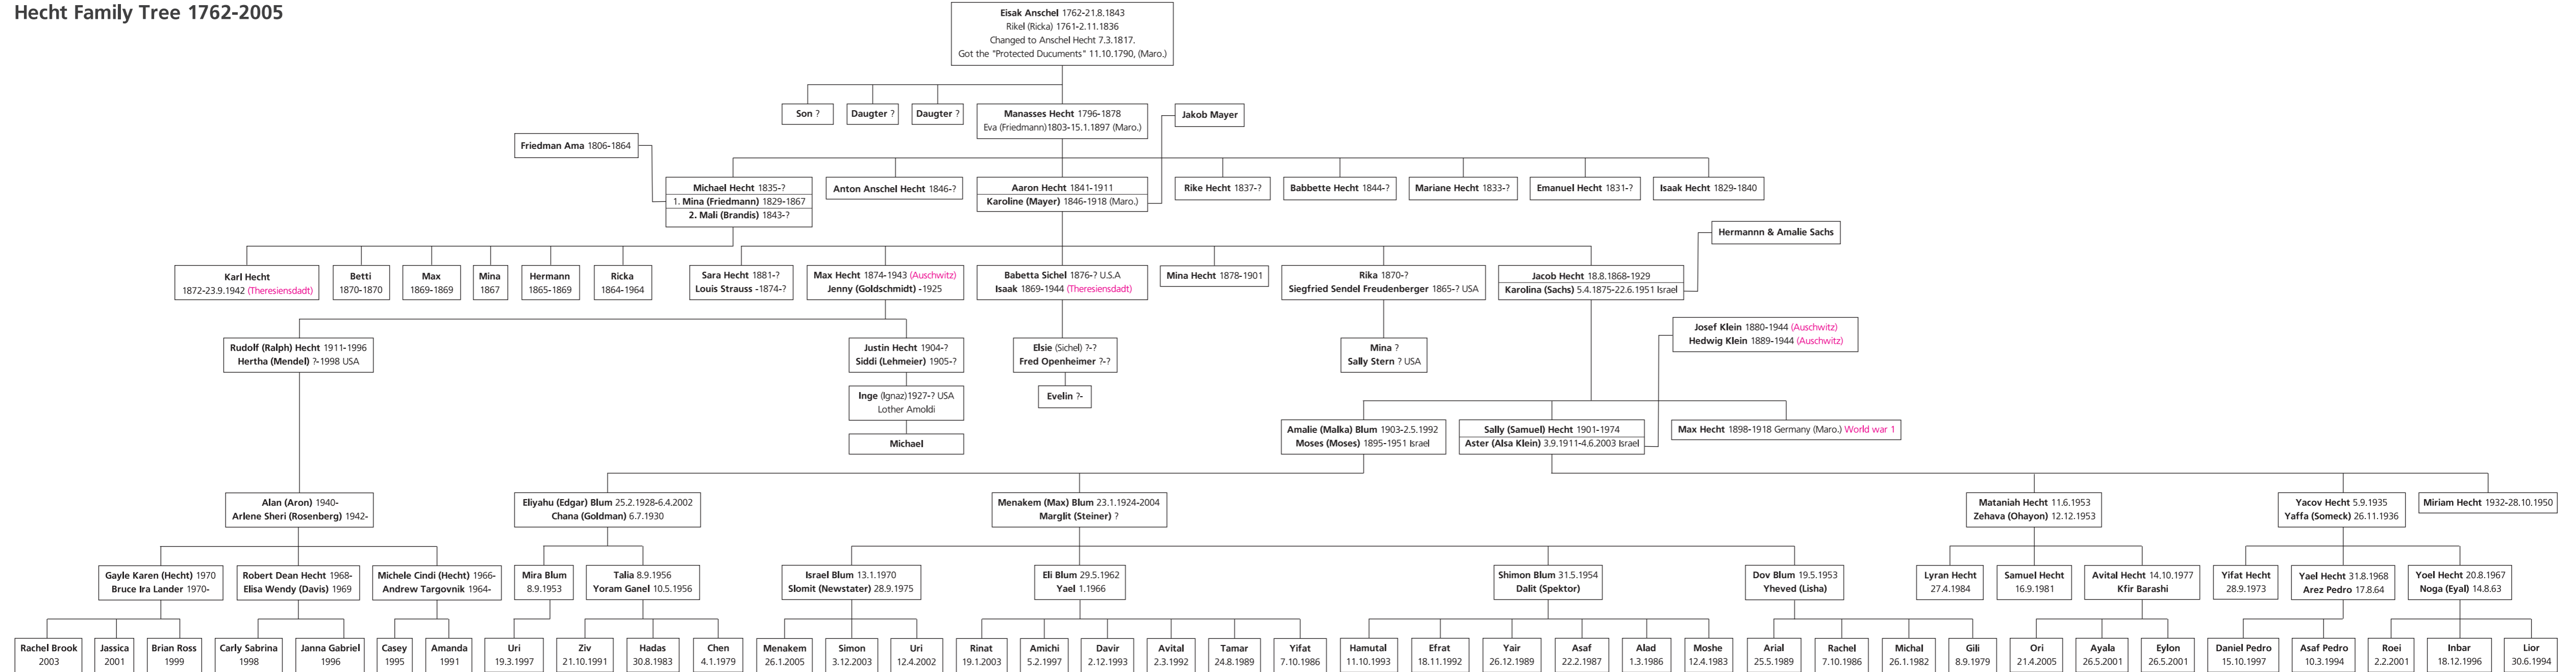 Hecht Family Tree 1762-2005
Eisak Anschel 1762-21.8.1843
Rikel (Ricka) 1761-2.11.1836
Changed to Anschel Hecht 7.3.1817.
Got the "Protected Ducuments" 11.10.1790, (Maro.)
Son ?
Daugter ?
Daugter ?
Manasses Hecht 1796-1878
Eva (Friedmann)1803-15.1.1897 (Maro.)
Jakob Mayer
Friedman Ama 1806-1864
Michael Hecht 1835-?
1. Mina (Friedmann) 1829-1867
2. Mali (Brandis) 1843-?
Anton Anschel Hecht 1846-?
Aaron Hecht 1841-1911
Karoline (Mayer) 1846-1918 (Maro.)
Rike Hecht 1837-?
Babbette Hecht 1844-?
Mariane Hecht 1833-?
Emanuel Hecht 1831-?
Isaak Hecht 1829-1840
Hermannn & Amalie Sachs
Karl Hecht
1872-23.9.1942 (Theresiensdadt)
Betti
1870-1870
Max
1869-1869
Mina
1867
Hermann
1865-1869
Ricka
1864-1964
Sara Hecht 1881-?
Louis Strauss -1874-?
Max Hecht 1874-1943 (Auschwitz)
Jenny (Goldschmidt) -1925
Babetta Sichel 1876-? U.S.A
Isaak 1869-1944 (Theresiensdadt)
Mina Hecht 1878-1901
Rika 1870-?
Siegfried Sendel Freudenberger 1865-? USA
Jacob Hecht 18.8.1868-1929
Karolina (Sachs) 5.4.1875-22.6.1951 Israel
Josef Klein 1880-1944 (Auschwitz)
Hedwig Klein 1889-1944 (Auschwitz)
Rudolf (Ralph) Hecht 1911-1996
Hertha (Mendel) ?-1998 USA
Justin Hecht 1904-?
Siddi (Lehmeier) 1905-?
Elsie (Sichel) ?-?
Fred Openheimer ?-?
Mina ?
Sally Stern ? USA
Inge (Ignaz)1927-? USA
Lother Amoldi
Evelin ?-
Michael
Amalie (Malka) Blum 1903-2.5.1992
Moses (Moses) 1895-1951 Israel
Sally (Samuel) Hecht 1901-1974
Aster (Alsa Klein) 3.9.1911-4.6.2003 Israel
Max Hecht 1898-1918 Germany (Maro.) World war 1
Alan (Aron) 1940-
Arlene Sheri (Rosenberg) 1942-
Eliyahu (Edgar) Blum 25.2.1928-6.4.2002
Chana (Goldman) 6.7.1930
Menakem (Max) Blum 23.1.1924-2004
Marglit (Steiner) ?
Mataniah Hecht 11.6.1953
Zehava (Ohayon) 12.12.1953
Yacov Hecht 5.9.1935
Yaffa (Someck) 26.11.1936
Miriam Hecht 1932-28.10.1950
Gayle Karen (Hecht) 1970
Bruce Ira Lander 1970-
Robert Dean Hecht 1968-
Elisa Wendy (Davis) 1969
Michele Cindi (Hecht) 1966-
Andrew Targovnik 1964-
Mira Blum
8.9.1953
Talia 8.9.1956
Yoram Ganel 10.5.1956
Israel Blum 13.1.1970
Slomit (Newstater) 28.9.1975
Eli Blum 29.5.1962
Yael 1.1966
Shimon Blum 31.5.1954
Dalit (Spektor)
Dov Blum 19.5.1953
Yheved (Lisha)
Lyran Hecht
27.4.1984
Samuel Hecht
16.9.1981
Avital Hecht 14.10.1977
Kfir Barashi
Yifat Hecht
28.9.1973
Yael Hecht 31.8.1968
Arez Pedro 17.8.64
Yoel Hecht 20.8.1967
Noga (Eyal) 14.8.63
Rachel Brook
2003
Jassica
2001
Brian Ross
1999
Carly Sabrina
1998
Janna Gabriel
1996
Casey
1995
Amanda
1991
Uri
19.3.1997
Ziv
21.10.1991
Hadas
30.8.1983
Chen
4.1.1979
Menakem
26.1.2005
Simon
3.12.2003
Uri
12.4.2002
Rinat
19.1.2003
Amichi
5.2.1997
Davir
2.12.1993
Avital
2.3.1992
Tamar
24.8.1989
Yifat
7.10.1986
Hamutal
11.10.1993
Efrat
18.11.1992
Yair
26.12.1989
Asaf
22.2.1987
Alad
1.3.1986
Moshe
12.4.1983
Arial
25.5.1989
Rachel
7.10.1986
Michal
26.1.1982
Gili
8.9.1979
Ori
21.4.2005
Ayala
26.5.2001
Eylon
26.5.2001
Daniel Pedro
15.10.1997
Asaf Pedro
10.3.1994
Roei
2.2.2001
Inbar
18.12.1996
Lior
30.6.1994